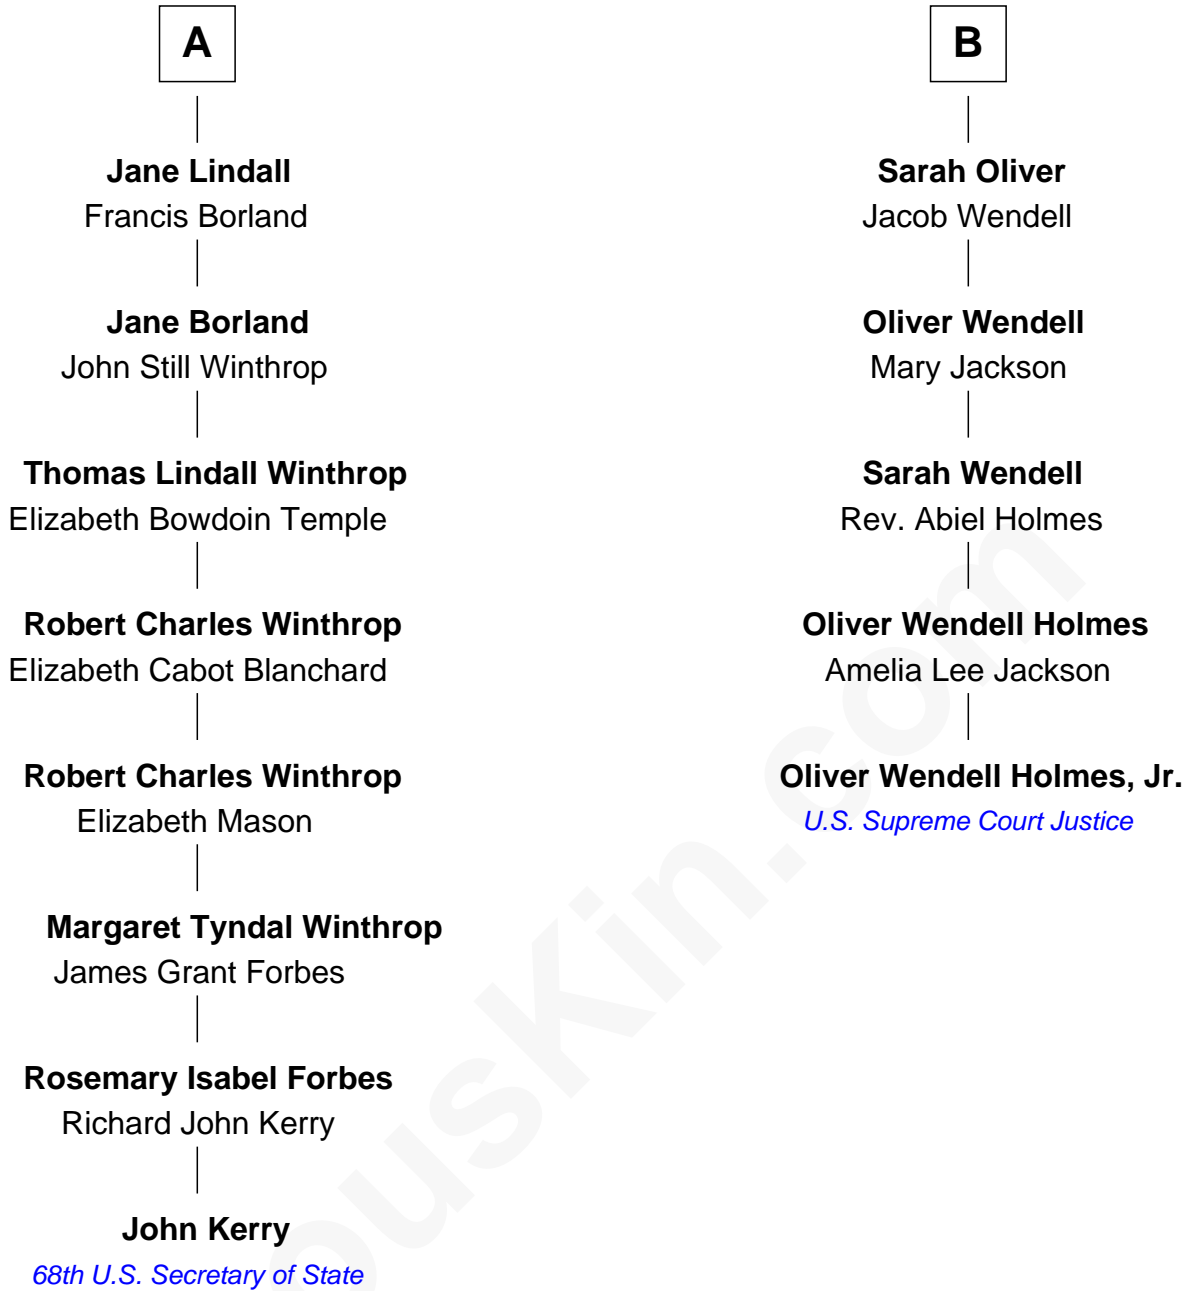 A
Jane Lindall
Francis Borland
Jane Borland
John Still Winthrop
Thomas Lindall Winthrop
Elizabeth Bowdoin Temple
Robert Charles Winthrop
Elizabeth Cabot Blanchard
Robert Charles Winthrop
Elizabeth Mason
Margaret Tyndal Winthrop
James Grant Forbes
Rosemary Isabel Forbes
Richard John Kerry
John Kerry
68th U.S. Secretary of State
B
Sarah Oliver
Jacob Wendell
Oliver Wendell
Mary Jackson
Sarah Wendell
Rev. Abiel Holmes
Oliver Wendell Holmes
Amelia Lee Jackson
Oliver Wendell Holmes, Jr.
U.S. Supreme Court Justice
ousKin.com